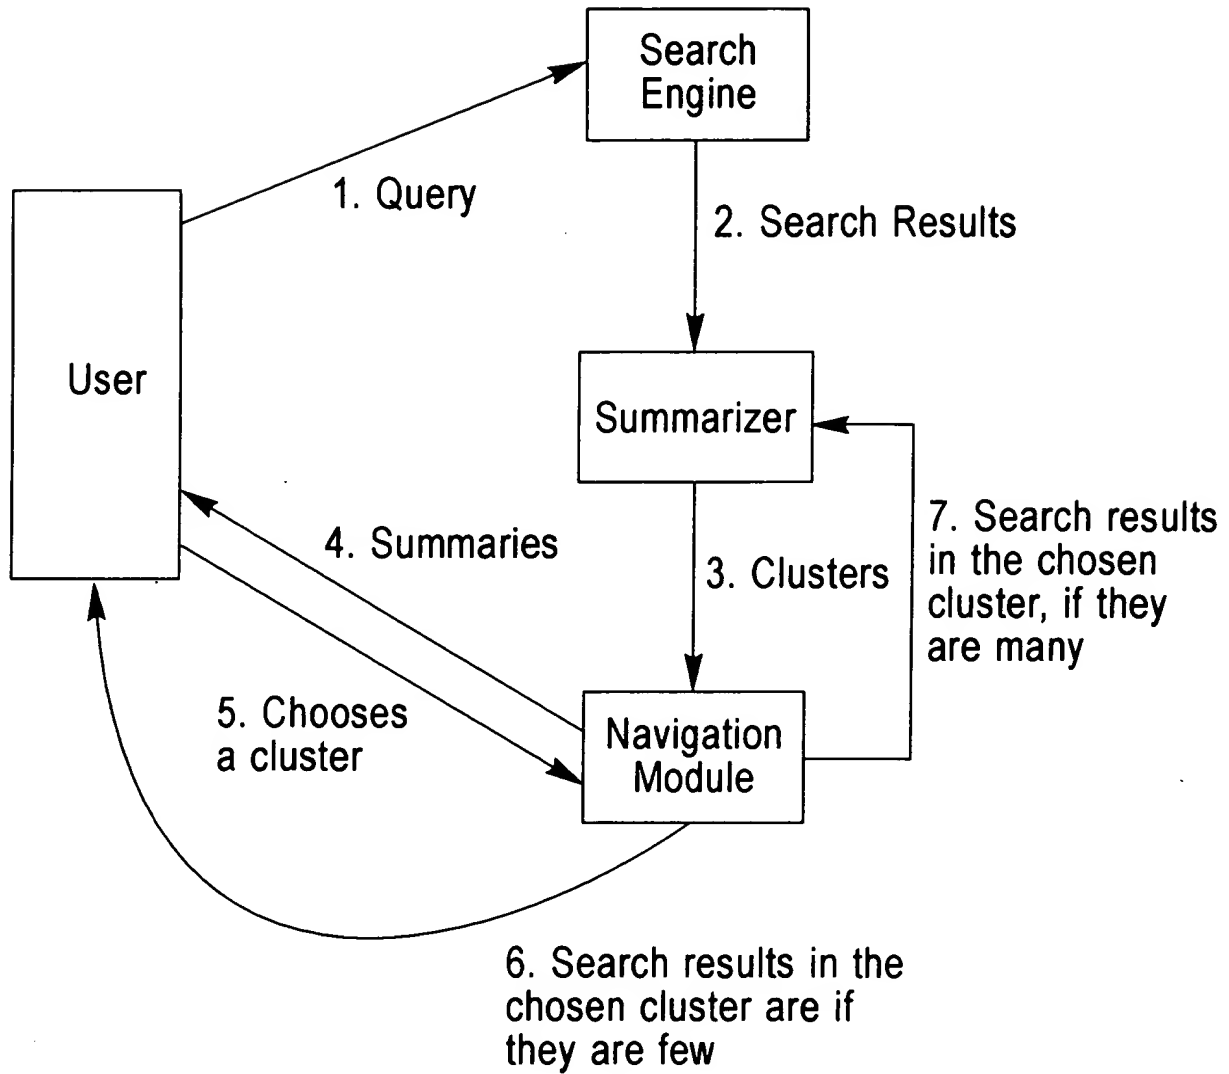 Search
Engine
1. Query
2. Search Results
User
Summarizer
4. Summaries
3. Clusters
7. Search results
in the chosen
cluster, if they
are many
5. Chooses
a cluster
Navigation
Module
6. Search results in the
chosen cluster are if
they are few